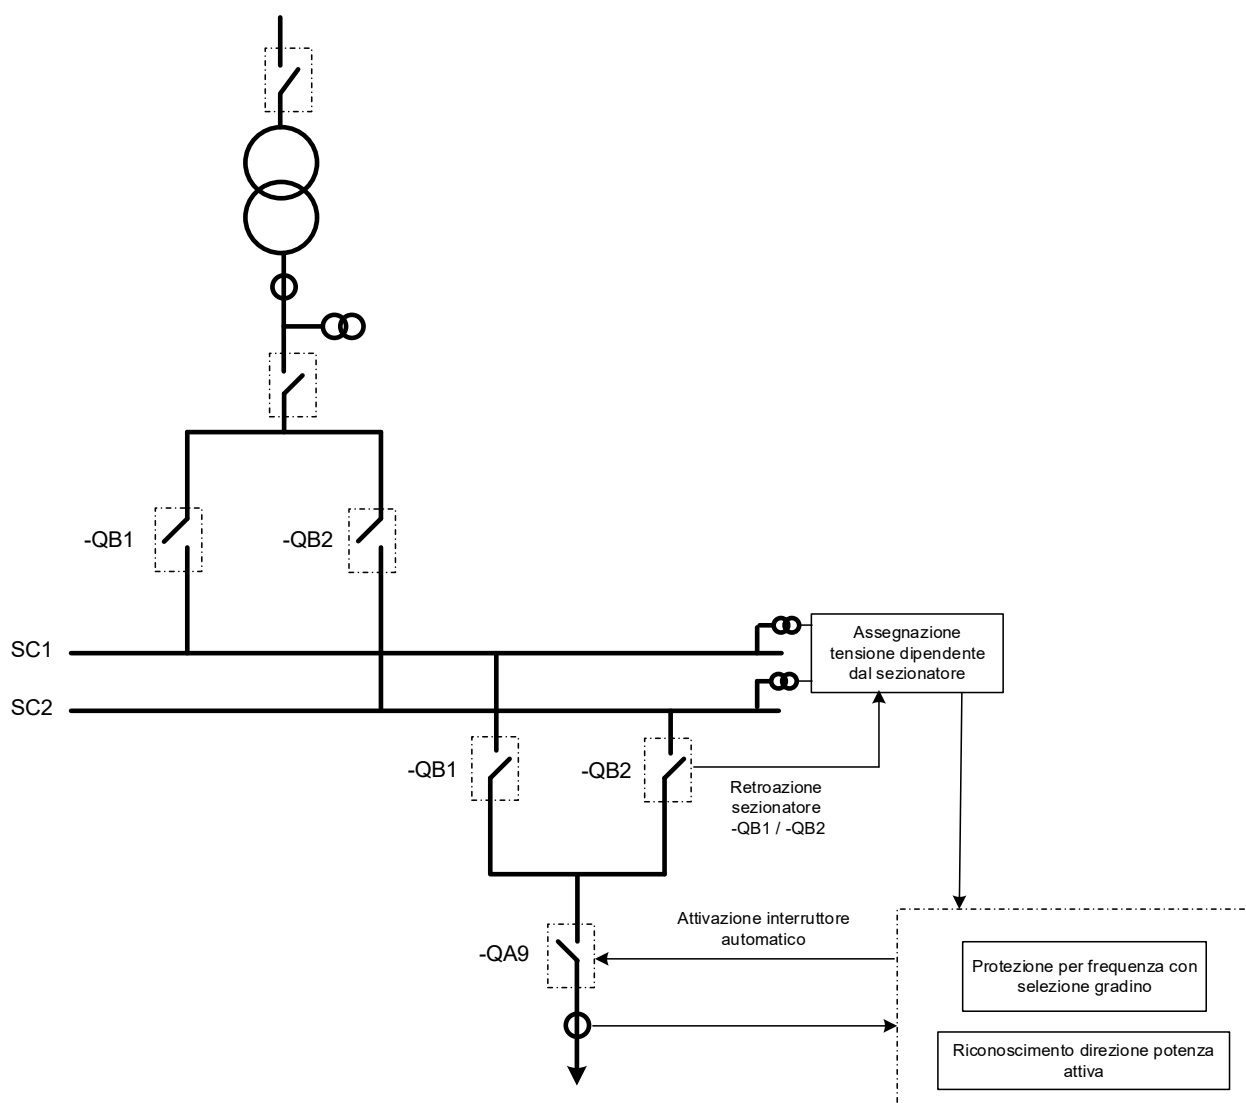 -QB1
-QB2
SC1
SC2
Assegnazione
tensione dipendente
dal sezionatore
-QB1
-QB2
Retroazione
sezionatore
-QB1 / -QB2
Attivazione interruttore
automatico
-QA9
Protezione per frequenza con
selezione gradino
Riconoscimento direzione potenza
attiva